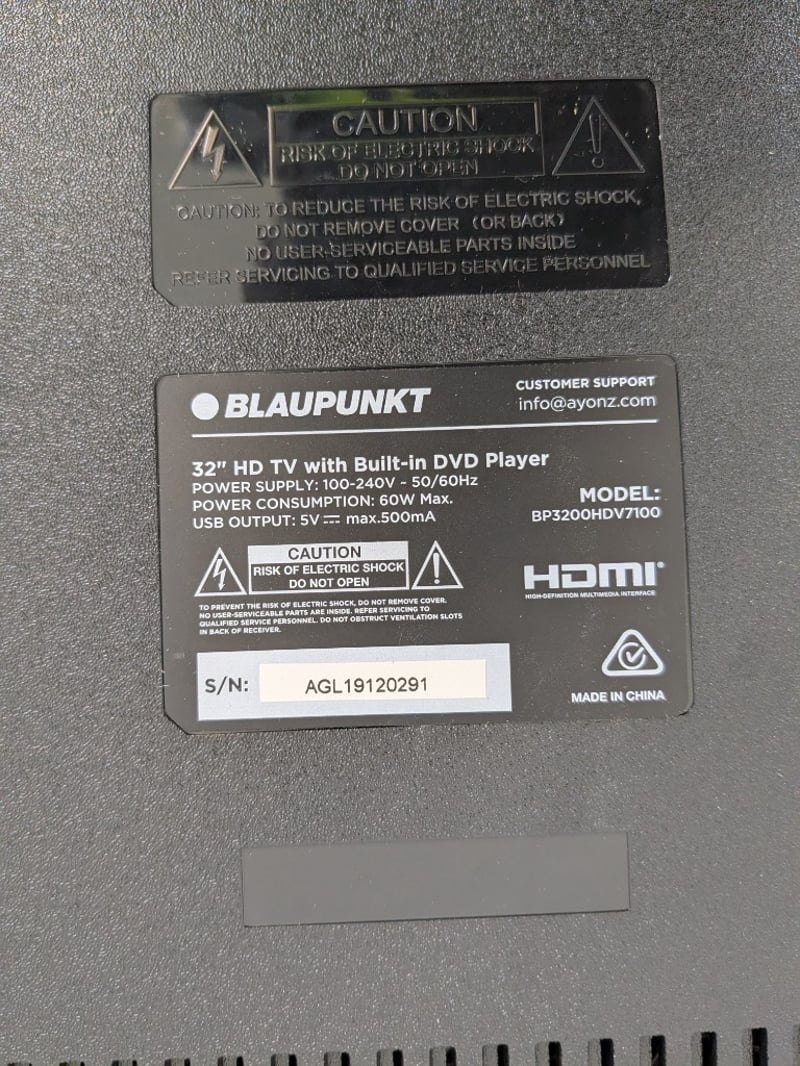 CAUTION
RISK OF ELECTRIC SHOCK
DO NOT OPEN
CAUTION: TO REDUCE THE RISK OF ELECTRIC SHOCK,
DO NOT REMOVE COVER (OR BACK)
NO USER-SERVICEABLE PARTS INSIDE
REFER SERVICING TO QUALIFIED SERVICE PERSONNEL
BLAUPUNKT
CUSTOMER SUPPORT
info@ayonz.com
32" HD TV with Built-in DVD Player
POWER SUPPLY: 100-240V ~ 50/60Hz
POWER CONSUMPTION: 60W Max.
USB OUTPUT: 5V ⎓ max.500mA
MODEL:
BP3200HDV7100
CAUTION
RISK OF ELECTRIC SHOCK
DO NOT OPEN
HDMI®
HIGH-DEFINITION MULTIMEDIA INTERFACE
TO PREVENT THE RISK OF ELECTRIC SHOCK, DO NOT REMOVE COVER.
NO USER-SERVICEABLE PARTS ARE INSIDE. REFER SERVICING TO
QUALIFIED SERVICE PERSONNEL. DO NOT OBSTRUCT VENTILATION SLOTS
IN BACK OF RECEIVER.
S/N: AGL19120291
MADE IN CHINA